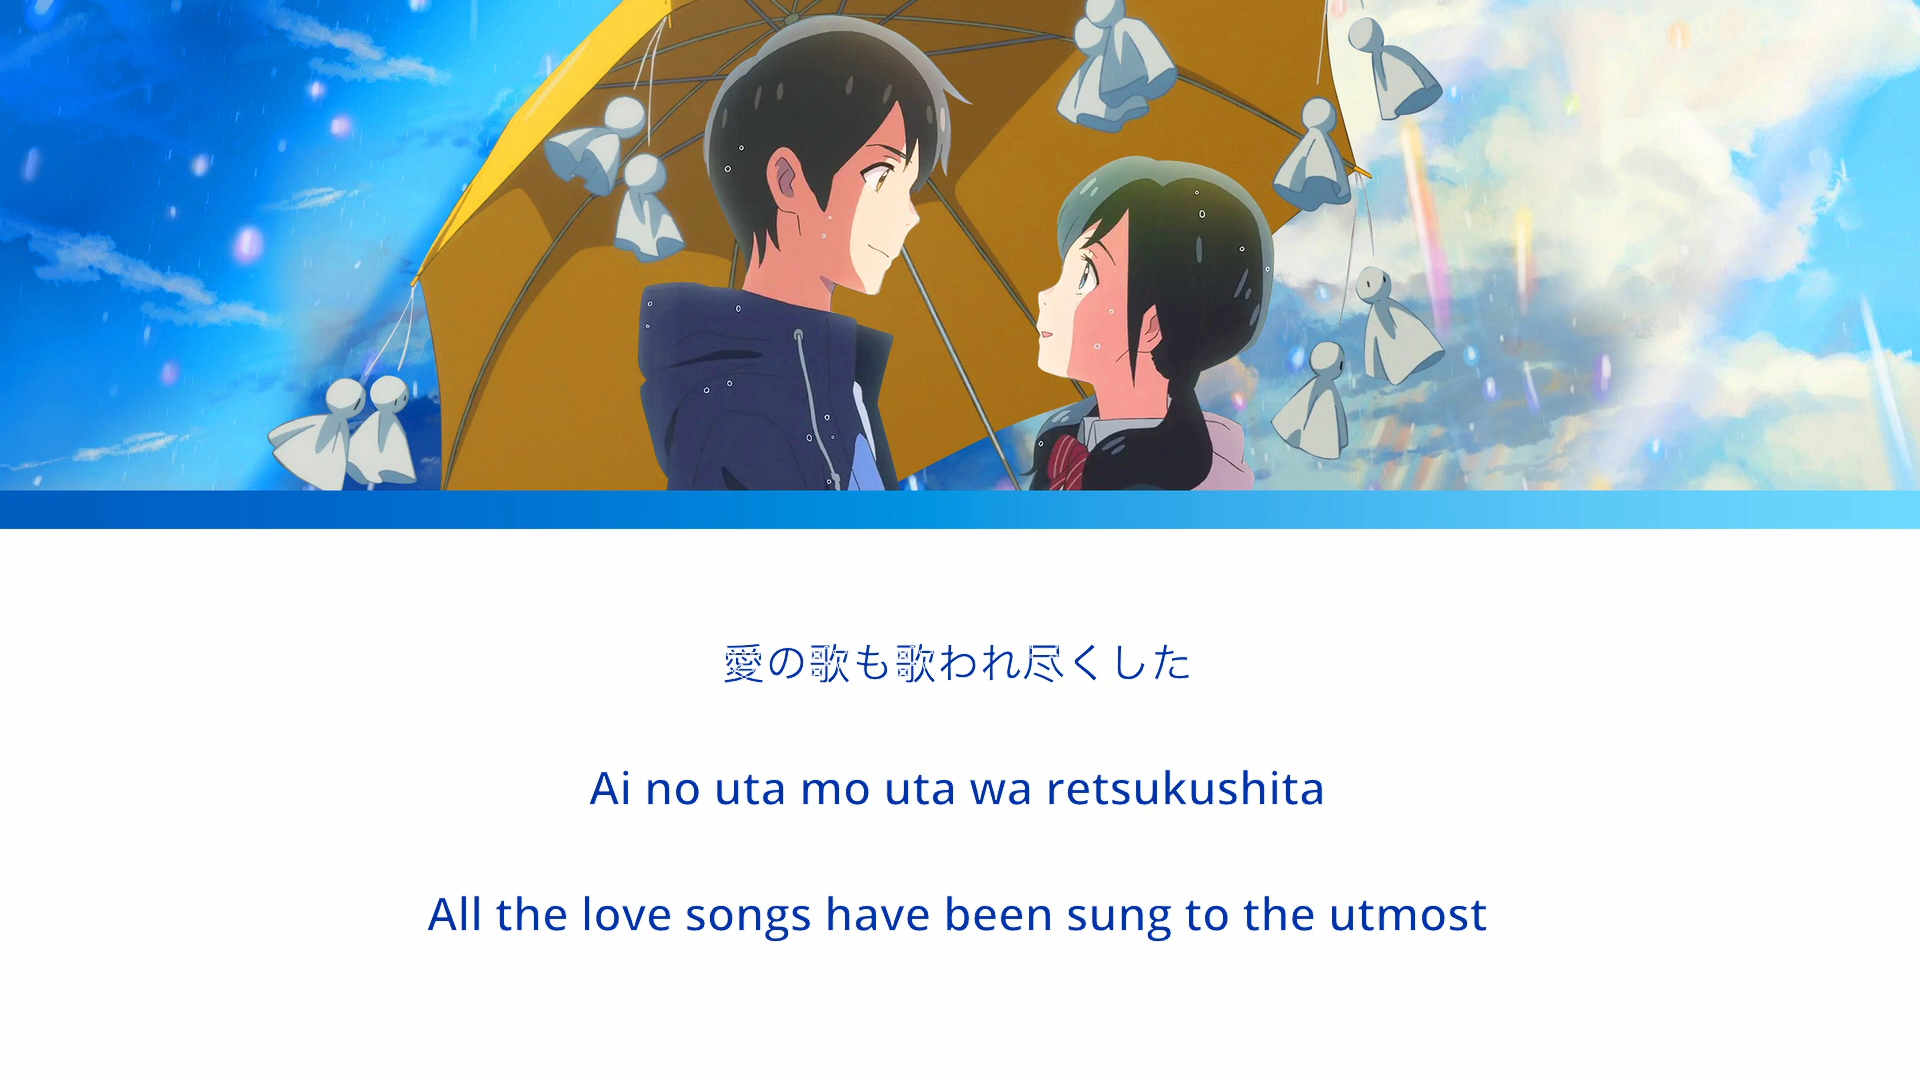 愛の歌も歌われ尽くした
Ai no uta mo uta wa retsukushita
All the love songs have been sung to the utmost